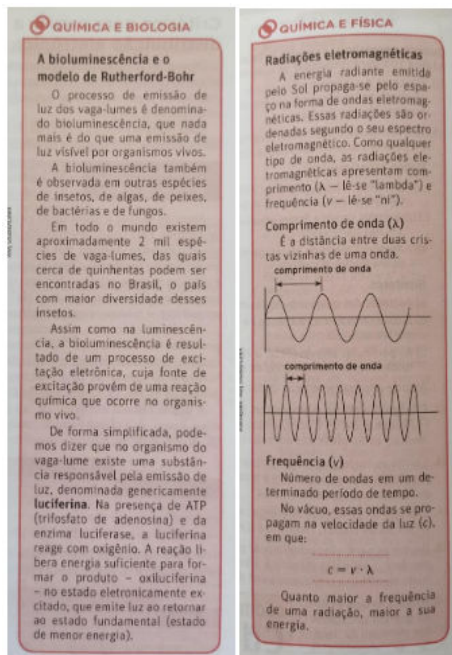 QUÍMICA E BIOLOGIA
A bioluminescência e o
modelo de Rutherford-Bohr
O processo de emissão de
luz dos vaga-lumes é denomina-
do bioluminescência, que nada
mais é do que uma emissão de
luz visível por organismos vivos.
A bioluminescência também
é observada em outras espécies
de insetos, de algas, de peixes,
de bactérias e de fungos.
Em todo o mundo existem
aproximadamente 2 mil espé-
cies de vaga-lumes, das quais
cerca de quinhentas podem ser
encontradas no Brasil, o país
com maior diversidade desses
insetos.
Assim como na luminescên-
cia, a bioluminescência é resul-
tado de um processo de exci-
tação eletrônica, cuja fonte de
excitação provém de uma reação
química que ocorre no organis-
mo vivo.
De forma simplificada, pode-
mos dizer que no organismo do
vaga-lume existe uma substân-
cia responsável pela emissão de
luz, denominada genericamente
luciferina. Na presença de ATP
(trifosfato de adenosina) e da
enzima luciferase, a luciferina
reage com oxigênio. A reação li-
bera energia suficiente para for-
mar o produto – oxiluciferina
– no estado eletronicamente ex-
citado, que emite luz ao retornar
ao estado fundamental (estado
de menor energia).
QUÍMICA E FÍSICA
Radiações eletromagnéticas
A energia radiante emitida
pelo Sol propaga-se pelo espa-
ço na forma de ondas eletromag-
néticas. Essas radiações são or-
denadas segundo o seu espectro
eletromagnético. Como qualquer
tipo de onda, as radiações ele-
tromagnéticas apresentam com-
primento (λ – lê-se "lambda") e
frequência (ν – lê-se "ni").
Comprimento de onda (λ)
É a distância entre duas cris-
tas vizinhas de uma onda.
comprimento de onda
comprimento de onda
Frequência (ν)
Número de ondas em um de-
terminado período de tempo.
No vácuo, essas ondas se pro-
pagam na velocidade da luz (c),
em que:
c = ν · λ
Quanto maior a frequência
de uma radiação, maior a sua
energia.